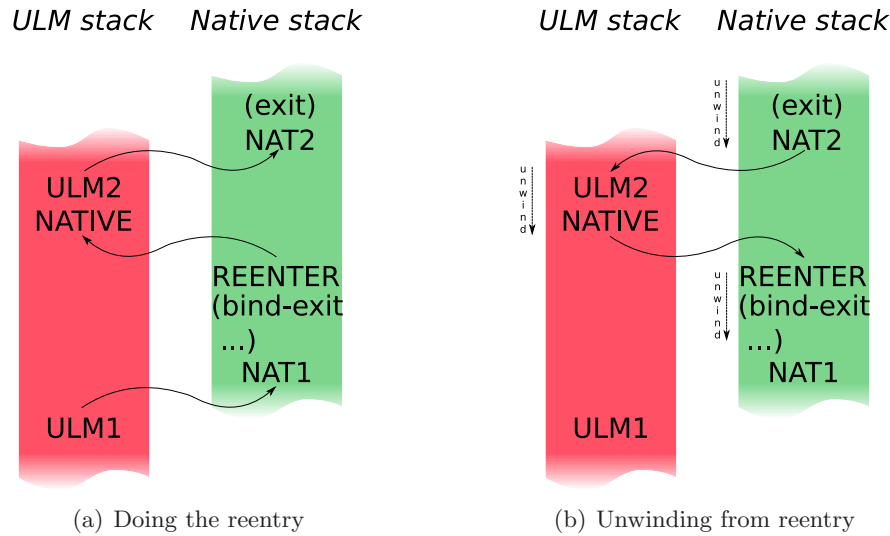 ULM stack Native stack
(exit)
NAT2
ULM2
NATIVE
REENTER
(bind-exit
...)
NAT1
ULM1
(a) Doing the reentry
ULM stack Native stack
unwind
(exit)
NAT2
unwind
ULM2
NATIVE
unwind
REENTER
(bind-exit
...)
NAT1
ULM1
(b) Unwinding from reentry